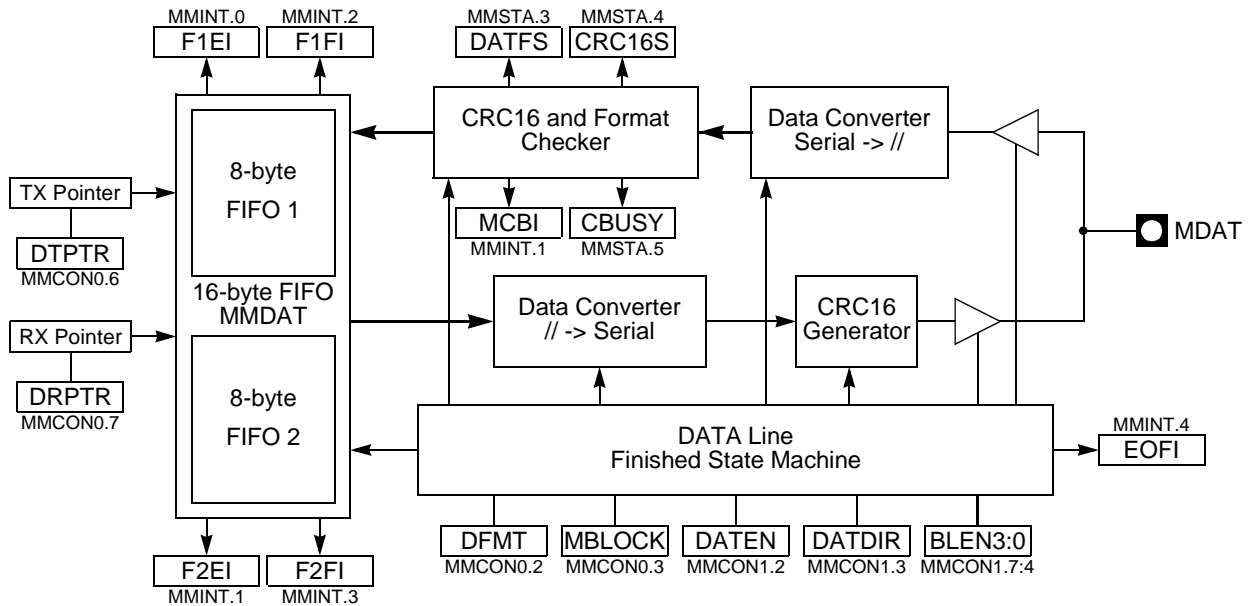 MMINT.0
MMINT.2
MMSTA.3
MMSTA.4
F1EI
F1FI
DATFS
CRC16S
CRC16 and Format
Checker
Data Converter
Serial -> //
8-byte
FIFO 1
TX Pointer
DTPTR
MMCON0.6
MCBI
MMINT.1
CBUSY
MMSTA.5
MDAT
16-byte FIFO
MMDAT
Data Converter
// -> Serial
CRC16
Generator
RX Pointer
DRPTR
MMCON0.7
8-byte
FIFO 2
DATA Line
Finished State Machine
MMINT.4
EOFI
DFMT
MBLOCK
DATEN
DATDIR
BLEN3:0
MMCON0.2
MMCON0.3
MMCON1.2
MMCON1.3
MMCON1.7:4
F2EI
F2FI
MMINT.1
MMINT.3